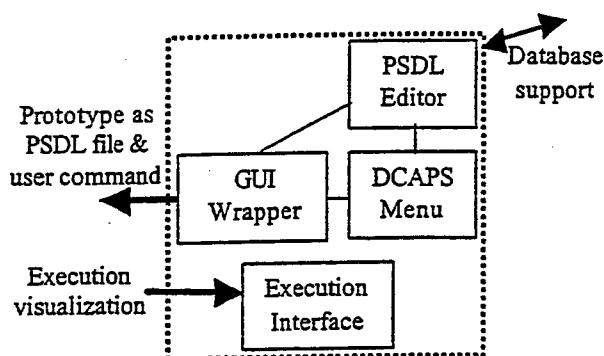 PSDL
Editor
Database
support
Prototype as
PSDL file &
user command
GUI
Wrapper
DCAPS
Menu
Execution
visualization
Execution
Interface